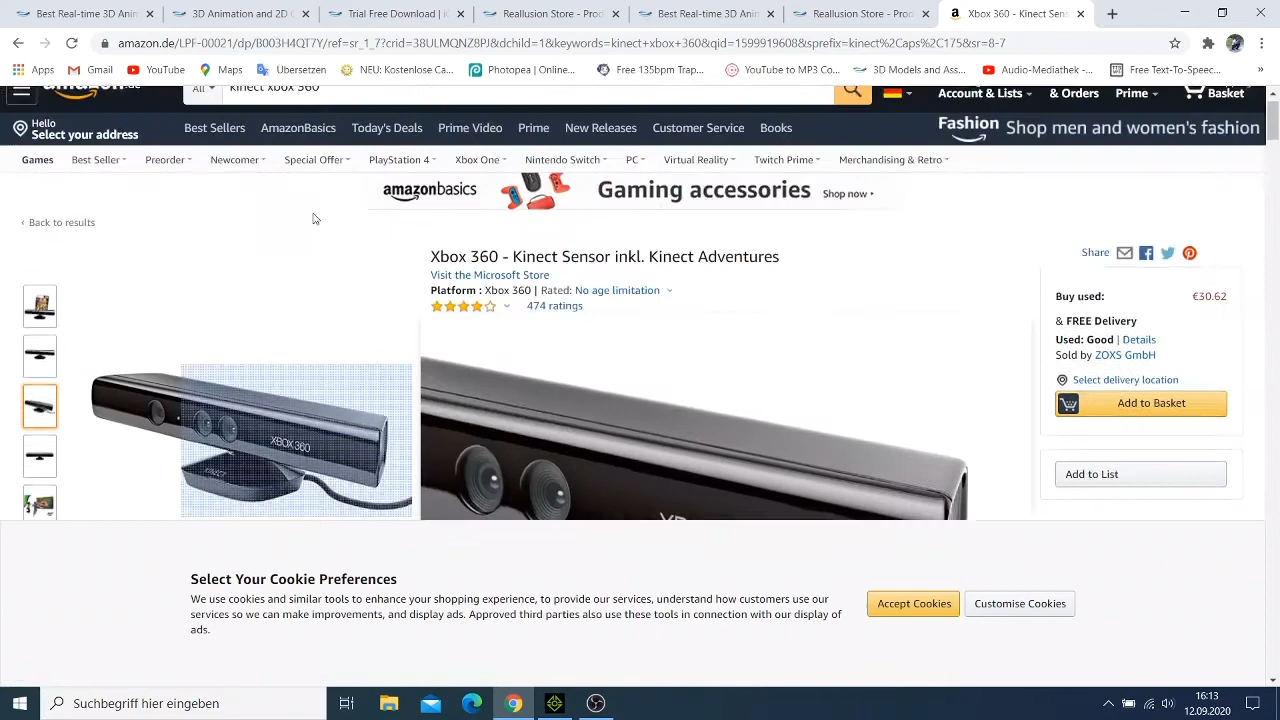 Best Real-time 3D Anim
3D Animation and 2D C
Trial Free Download | i
Reallusion Store - Prod
Best Real-time 3D Anim
Reallusion Store - Prod
Xbox 360 - Kinect Sens
amazon.de/LPF-00021/dp/B003H4QT7Y/ref=sr_1_7?crid=38ULMQNZ8PJ&dchild=1&keywords=kinect+xbox+360&qid=1599919608&sprefix=kinect%2Caps%2C175&sr=8-7
Apps
Gmail
YouTube
Maps
Übersetzen
NEU: Kostenlose Ca...
Photopea | Online...
Free 135bpm Trap...
YouTube to MP3 Co...
3D Models and Ass...
Audio-Mediathek -...
Free Text-To-Speec...
»
All
kinect xbox 360
Account & Lists
& Orders
Prime
Basket
Hello
Select your address
Best Sellers
AmazonBasics
Today's Deals
Prime Video
Prime
New Releases
Customer Service
Books
Fashion Shop men and women's fashion
Games
Best Seller
Preorder
Newcomer
Special Offer
PlayStation 4
Xbox One
Nintendo Switch
PC
Virtual Reality
Twitch Prime
Merchandising & Retro
amazonbasics
Gaming accessories
Shop now
‹ Back to results
Xbox 360 - Kinect Sensor inkl. Kinect Adventures
Visit the Microsoft Store
Platform : Xbox 360 | Rated: No age limitation
474 ratings
Share
Buy used: €30.62
& FREE Delivery
Used: Good | Details
Sold by ZOXS GmbH
Select delivery location
Add to Basket
Add to List
XBOX 360
Select Your Cookie Preferences
We use cookies and similar tools to enhance your shopping experience, to provide our services, understand how customers use our
services so we can make improvements, and display ads. Approved third parties also use these tools in connection with our display of
ads.
Accept Cookies
Customise Cookies
Suchbegriff hier eingeben
16:13
12.09.2020